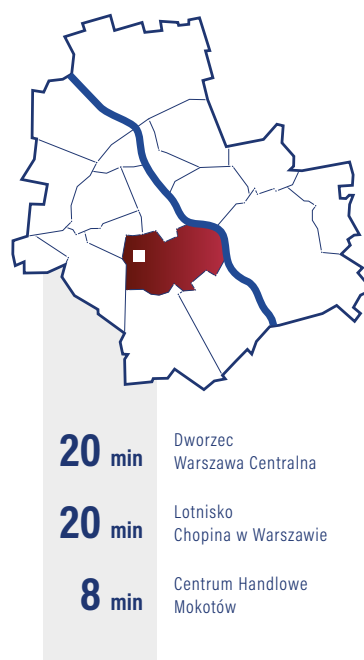 20 min
Dworzec
Warszawa Centralna
20 min
Lotnisko
Chopina w Warszawie
8 min
Centrum Handlowe
Mokotów